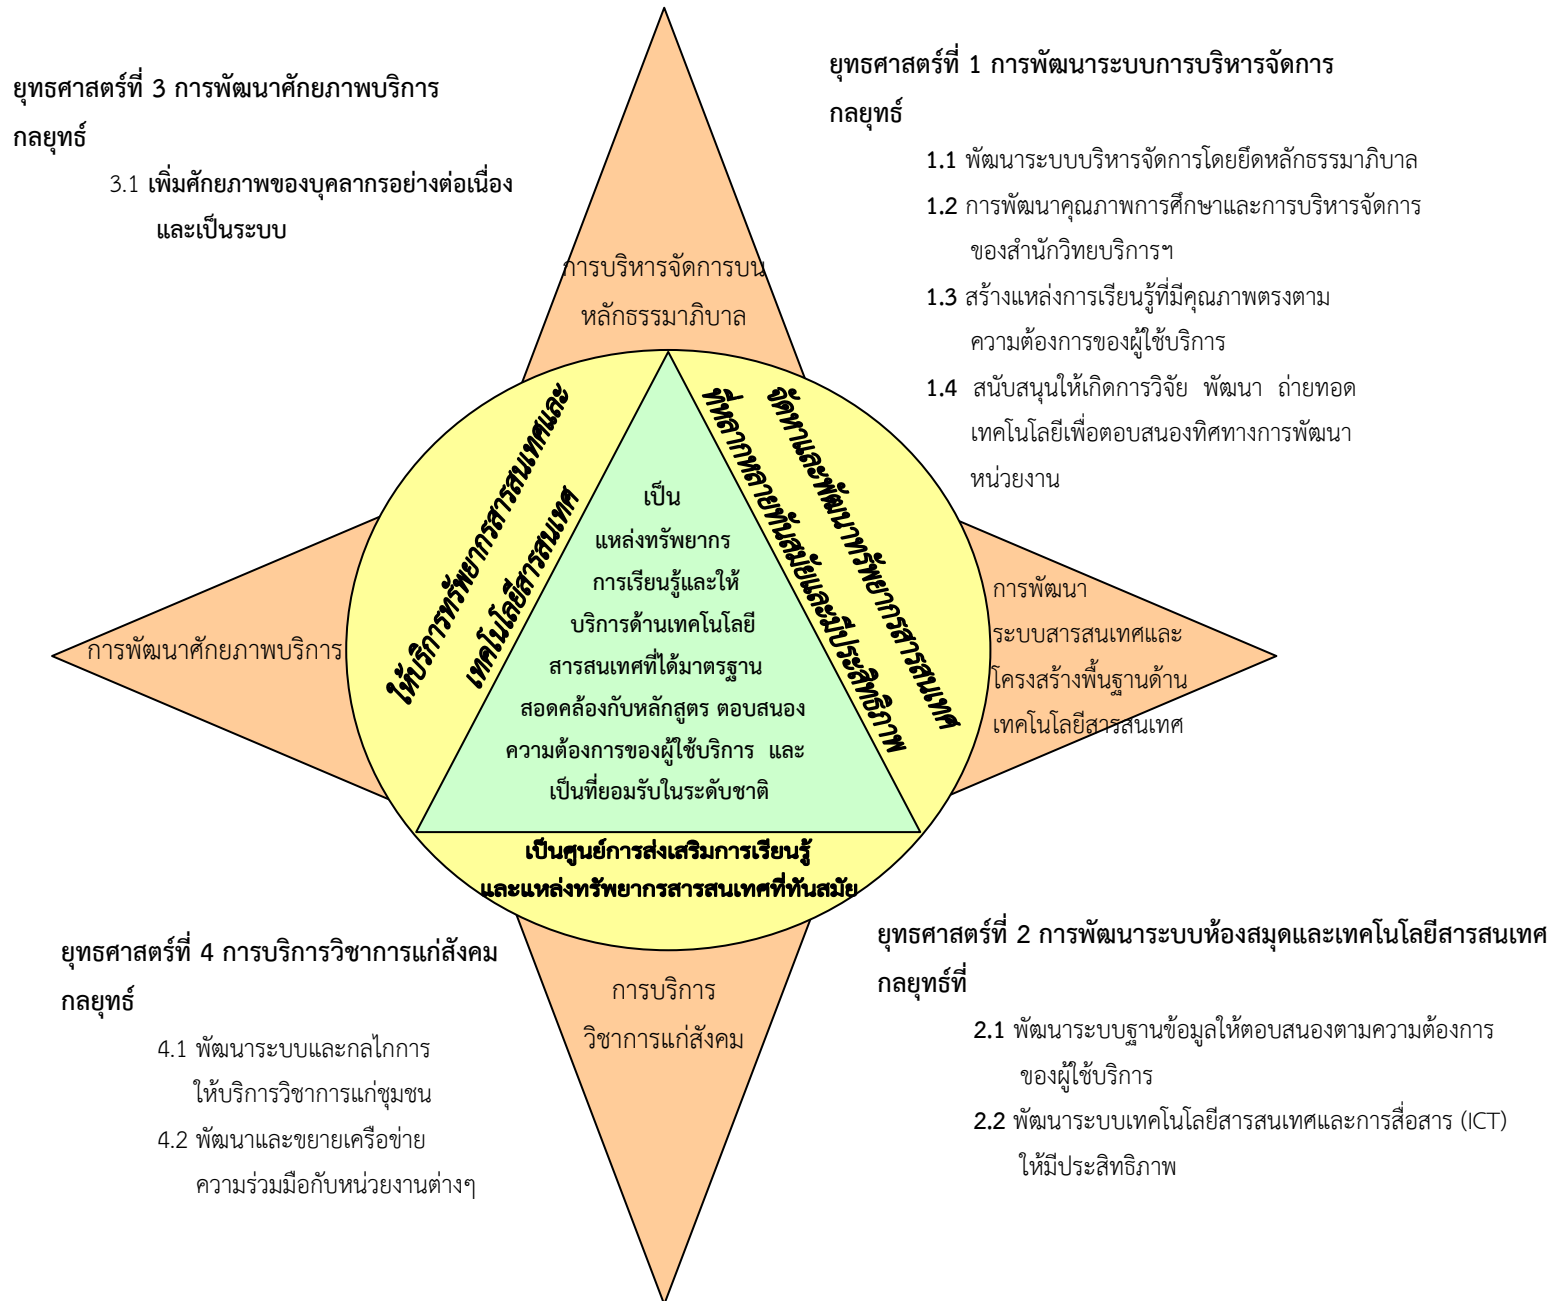 ยุทธศาสตร์ที่ 3 การพัฒนาศักยภาพบริการ
กลยุทธ์
3.1 เพิ่มศักยภาพของบุคลากรอย่างต่อเนื่อง
และเป็นระบบ
ยุทธศาสตร์ที่ 1 การพัฒนาระบบการบริหารจัดการ
กลยุทธ์
1.1 พัฒนาระบบบริหารจัดการโดยยึดหลักธรรมาภิบาล
1.2 การพัฒนาคุณภาพการศึกษาและการบริหารจัดการ
ของสำนักวิทยบริการฯ
1.3 สร้างแหล่งการเรียนรู้ที่มีคุณภาพตรงตาม
ความต้องการของผู้ใช้บริการ
1.4 สนับสนุนให้เกิดการวิจัย พัฒนา ถ่ายทอด
เทคโนโลยีเพื่อตอบสนองทิศทางการพัฒนา
หน่วยงาน
การบริหารจัดการบน
หลักธรรมาภิบาล
ให้บริการทรัพยากรสารสนเทศและ
เทคโนโลยีสารสนเทศ
จัดหาและพัฒนาทรัพยากรสารสนเทศ
ที่หลากหลายทันสมัยและมีประสิทธิภาพ
เป็น
แหล่งทรัพยากร
การเรียนรู้และให้
บริการด้านเทคโนโลยี
สารสนเทศที่ได้มาตรฐาน
สอดคล้องกับหลักสูตร ตอบสนอง
ความต้องการของผู้ใช้บริการ และ
เป็นที่ยอมรับในระดับชาติ
การพัฒนาศักยภาพบริการ
การพัฒนา
ระบบสารสนเทศและ
โครงสร้างพื้นฐานด้าน
เทคโนโลยีสารสนเทศ
เป็นศูนย์การส่งเสริมการเรียนรู้
และแหล่งทรัพยากรสารสนเทศที่ทันสมัย
ยุทธศาสตร์ที่ 4 การบริการวิชาการแก่สังคม
กลยุทธ์
4.1 พัฒนาระบบและกลไกการ
ให้บริการวิชาการแก่ชุมชน
4.2 พัฒนาและขยายเครือข่าย
ความร่วมมือกับหน่วยงานต่างๆ
การบริการ
วิชาการแก่สังคม
ยุทธศาสตร์ที่ 2 การพัฒนาระบบห้องสมุดและเทคโนโลยีสารสนเทศ
กลยุทธ์ที่
2.1 พัฒนาระบบฐานข้อมูลให้ตอบสนองตามความต้องการ
ของผู้ใช้บริการ
2.2 พัฒนาระบบเทคโนโลยีสารสนเทศและการสื่อสาร (ICT)
ให้มีประสิทธิภาพ